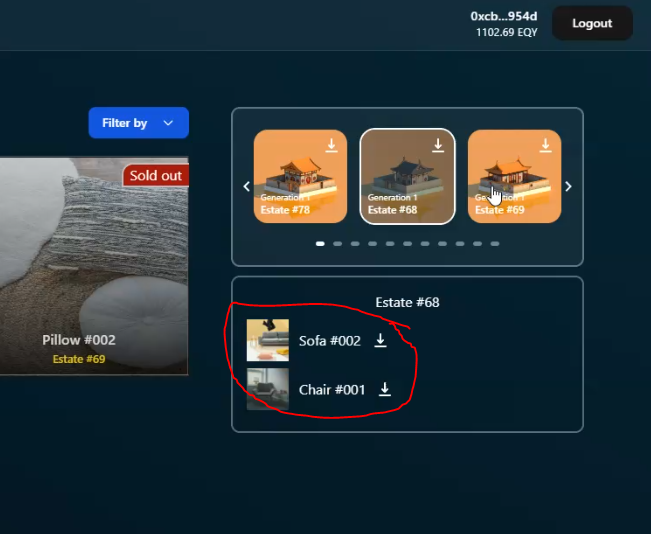 0xcb...954d
1102.69 EQY
Logout
Filter by
Sold out
Pillow #002
Estate #69
Generation 1
Estate #78
Generation 1
Estate #68
Generation 1
Estate #69
Estate #68
Sofa #002
Chair #001